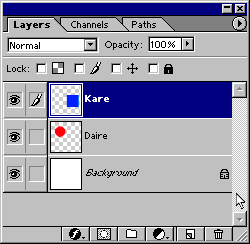 Layers Channels Paths
Normal Opacity: 100%
Lock:
Kare
Daire
Background